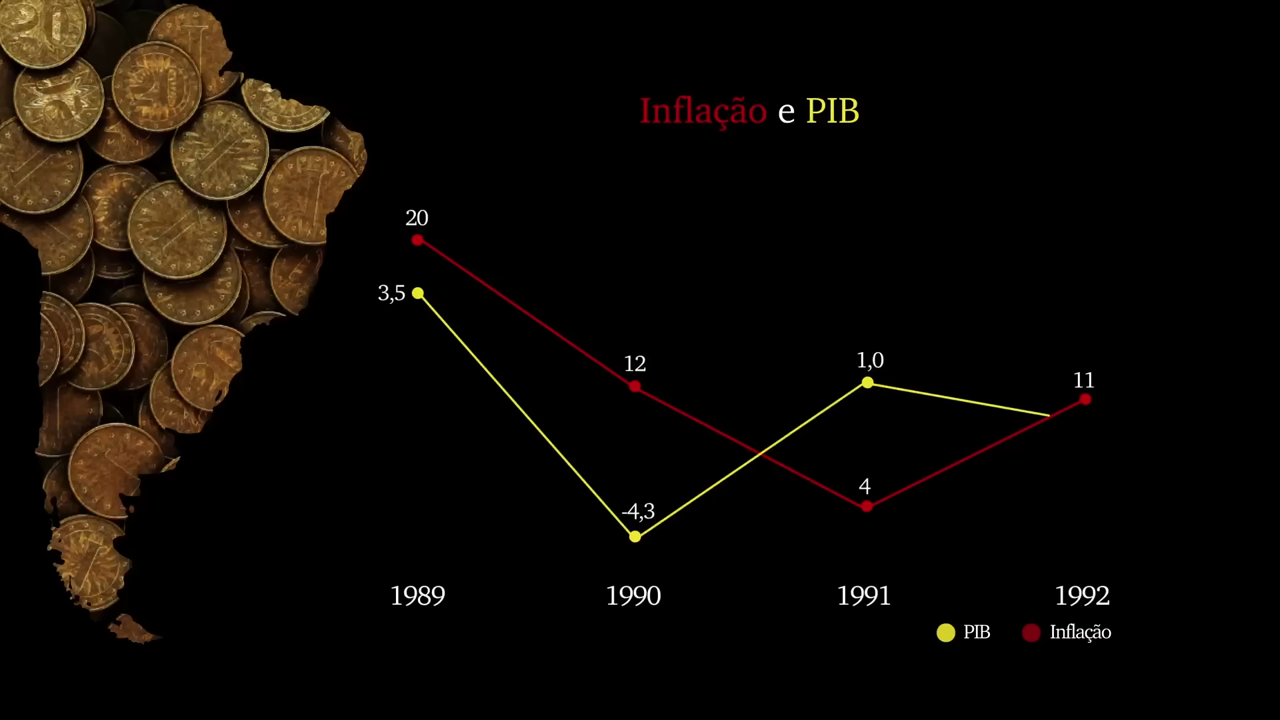 Inflação e PIB
20
3,5
12
1,0
11
4
-4,3
1989 1990 1991 1992
PIB Inflação